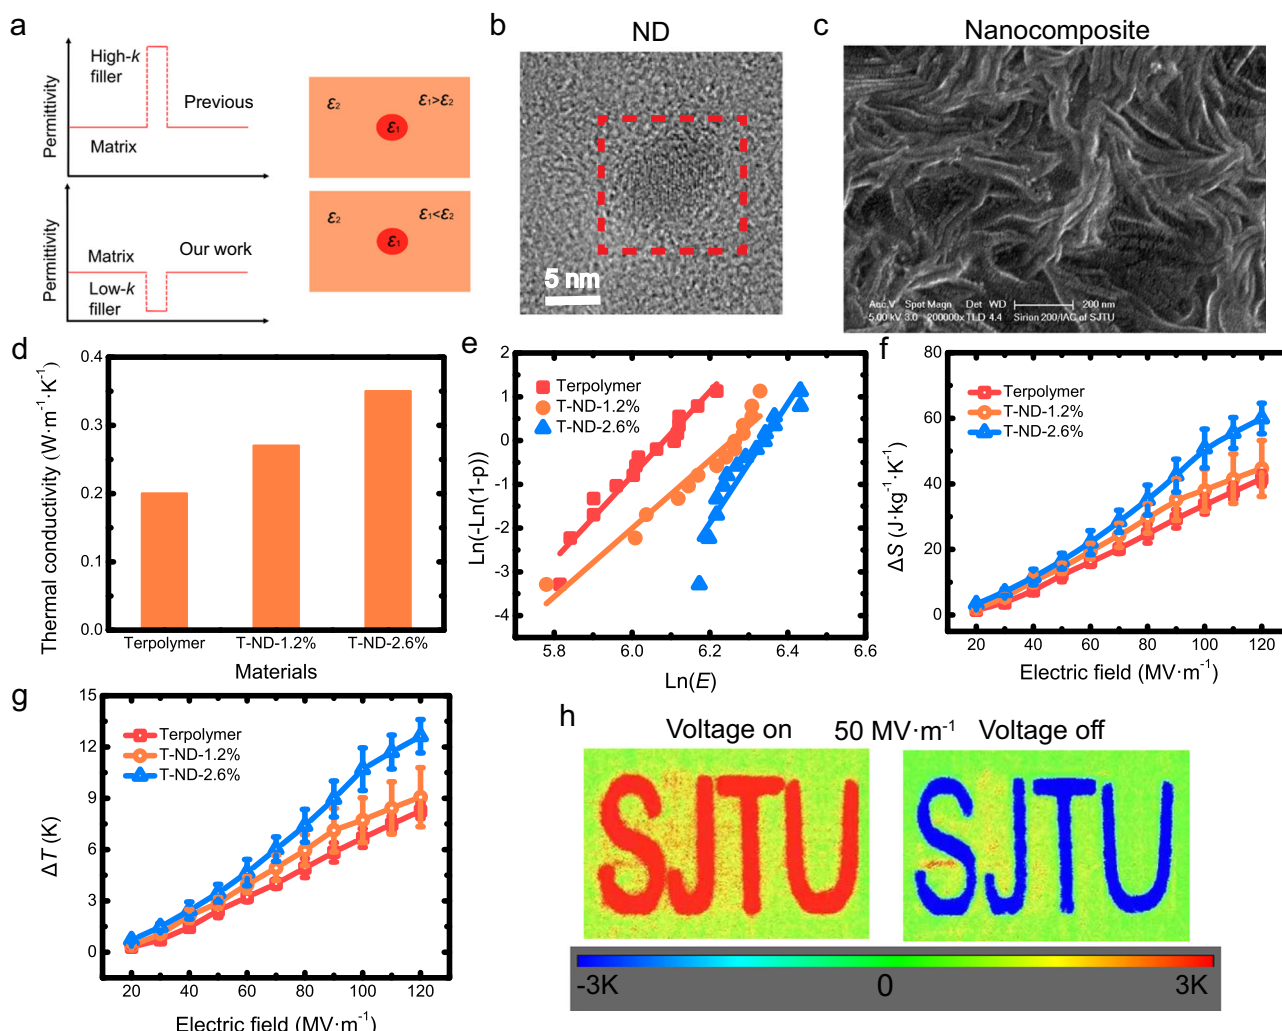 a
High-k
filler
Previous
Matrix
Permittivity
ε2
ε1>ε2
ε1
Matrix
Our work
Low-k
filler
Permittivity
ε2
ε1<ε2
ε1
b
ND
5 nm
c
Nanocomposite
Acc.V Spot Magn Det WD 200 nm
5.00 kV 3.0 200000x TLD 4.4 Sirion 200/IAC of SJTU
d
Thermal conductivity (W·m⁻¹·K⁻¹)
0.4
0.3
0.2
0.1
0.0
Terpolymer T-ND-1.2% T-ND-2.6%
Materials
e
Terpolymer
T-ND-1.2%
T-ND-2.6%
Ln(-Ln(1-p))
2
1
0
-1
-2
-3
-4
5.8 6.0 6.2 6.4 6.6
Ln(E)
f
Terpolymer
T-ND-1.2%
T-ND-2.6%
ΔS (J·kg⁻¹·K⁻¹)
80
60
40
20
0
20 40 60 80 100 120
Electric field (MV·m⁻¹)
g
Terpolymer
T-ND-1.2%
T-ND-2.6%
ΔT (K)
15
12
9
6
3
0
20 40 60 80 100 120
Electric field (MV·m⁻¹)
h
Voltage on 50 MV·m⁻¹ Voltage off
SJTU SJTU
-3K 0 3K